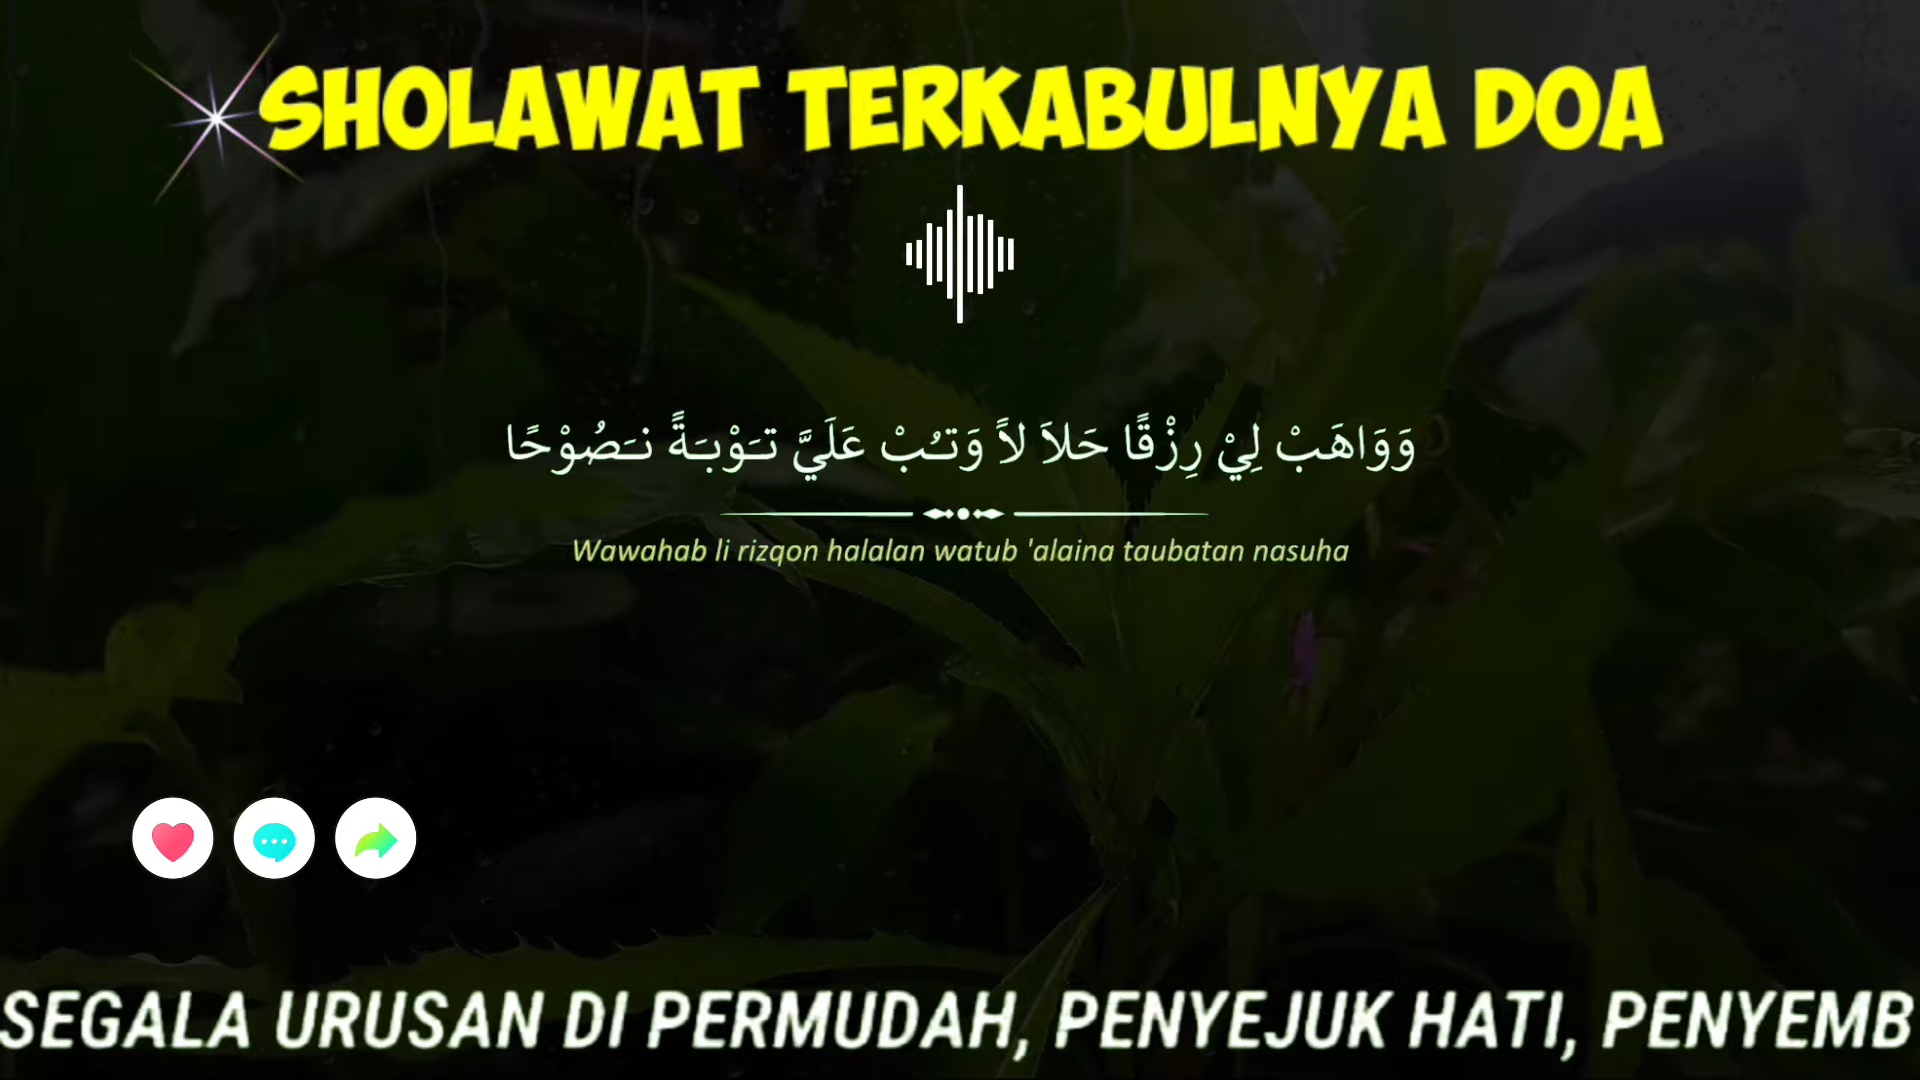 SHOLAWAT TERKABULNYA DOA
وَوَاهَبْ لِيْ رِزْقًا حَلاَ لاً وَتُبْ عَلَيَّ تَوْبَةً نَصُوْحًا
Wawahab li rizqon halalan watub 'alaina taubatan nasuha
SEGALA URUSAN DI PERMUDAH, PENYEJUK HATI, PENYEMB